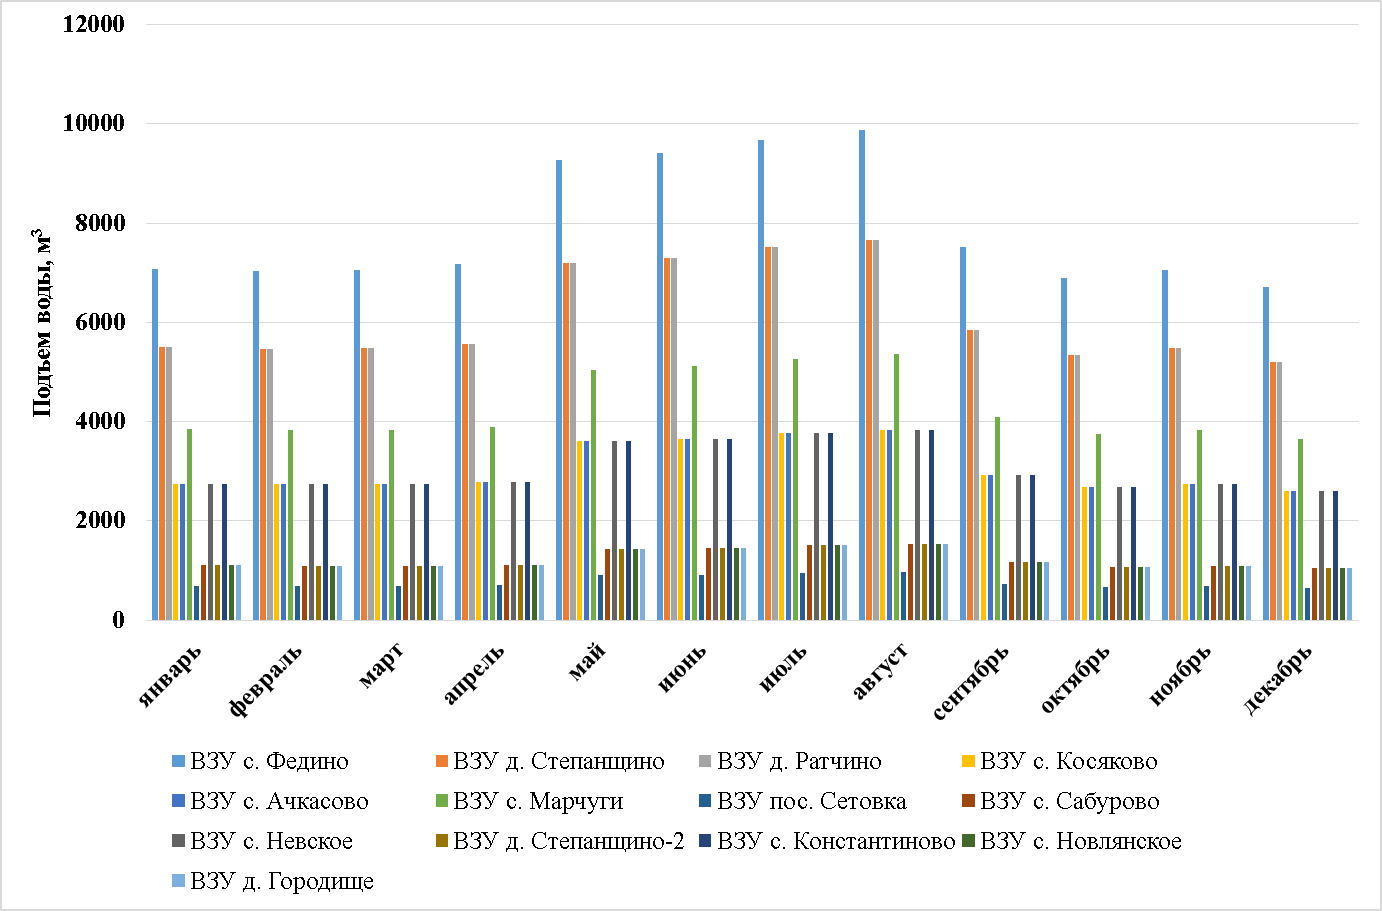 12000
10000
8000
6000
4000
2000
0
Подъем воды, м³
январь
февраль
март
апрель
май
июнь
июль
август
сентябрь
октябрь
ноябрь
декабрь
ВЗУ с. Федино
ВЗУ д. Степанщино
ВЗУ д. Ратчино
ВЗУ с. Косяково
ВЗУ с. Ачкасово
ВЗУ с. Марчуги
ВЗУ пос. Сетовка
ВЗУ с. Сабурово
ВЗУ с. Невское
ВЗУ д. Степанщино-2
ВЗУ с. Константиново
ВЗУ с. Новлянское
ВЗУ д. Городище